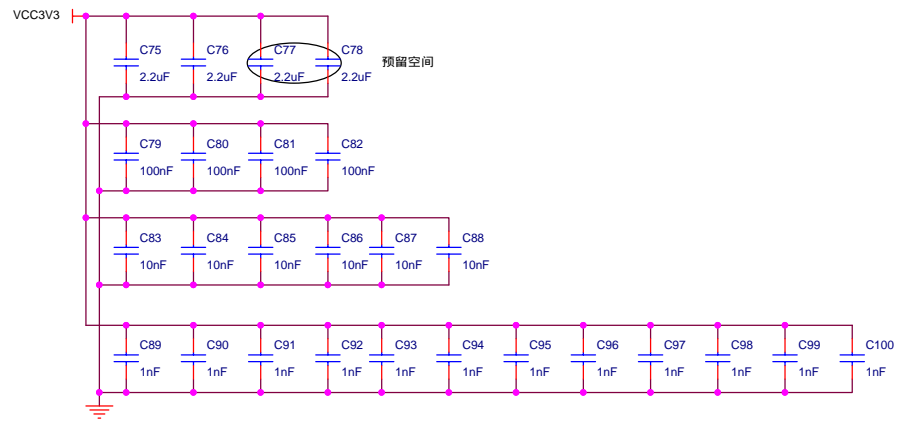 VCC3V3
C75 C76 C77 C78
预留空间
2.2uF 2.2uF 2.2uF 2.2uF
C79 C80 C81 C82
100nF 100nF 100nF 100nF
C83 C84 C85 C86 C87 C88
10nF 10nF 10nF 10nF 10nF 10nF
C89 C90 C91 C92 C93 C94 C95 C96 C97 C98 C99 C100
1nF 1nF 1nF 1nF 1nF 1nF 1nF 1nF 1nF 1nF 1nF 1nF